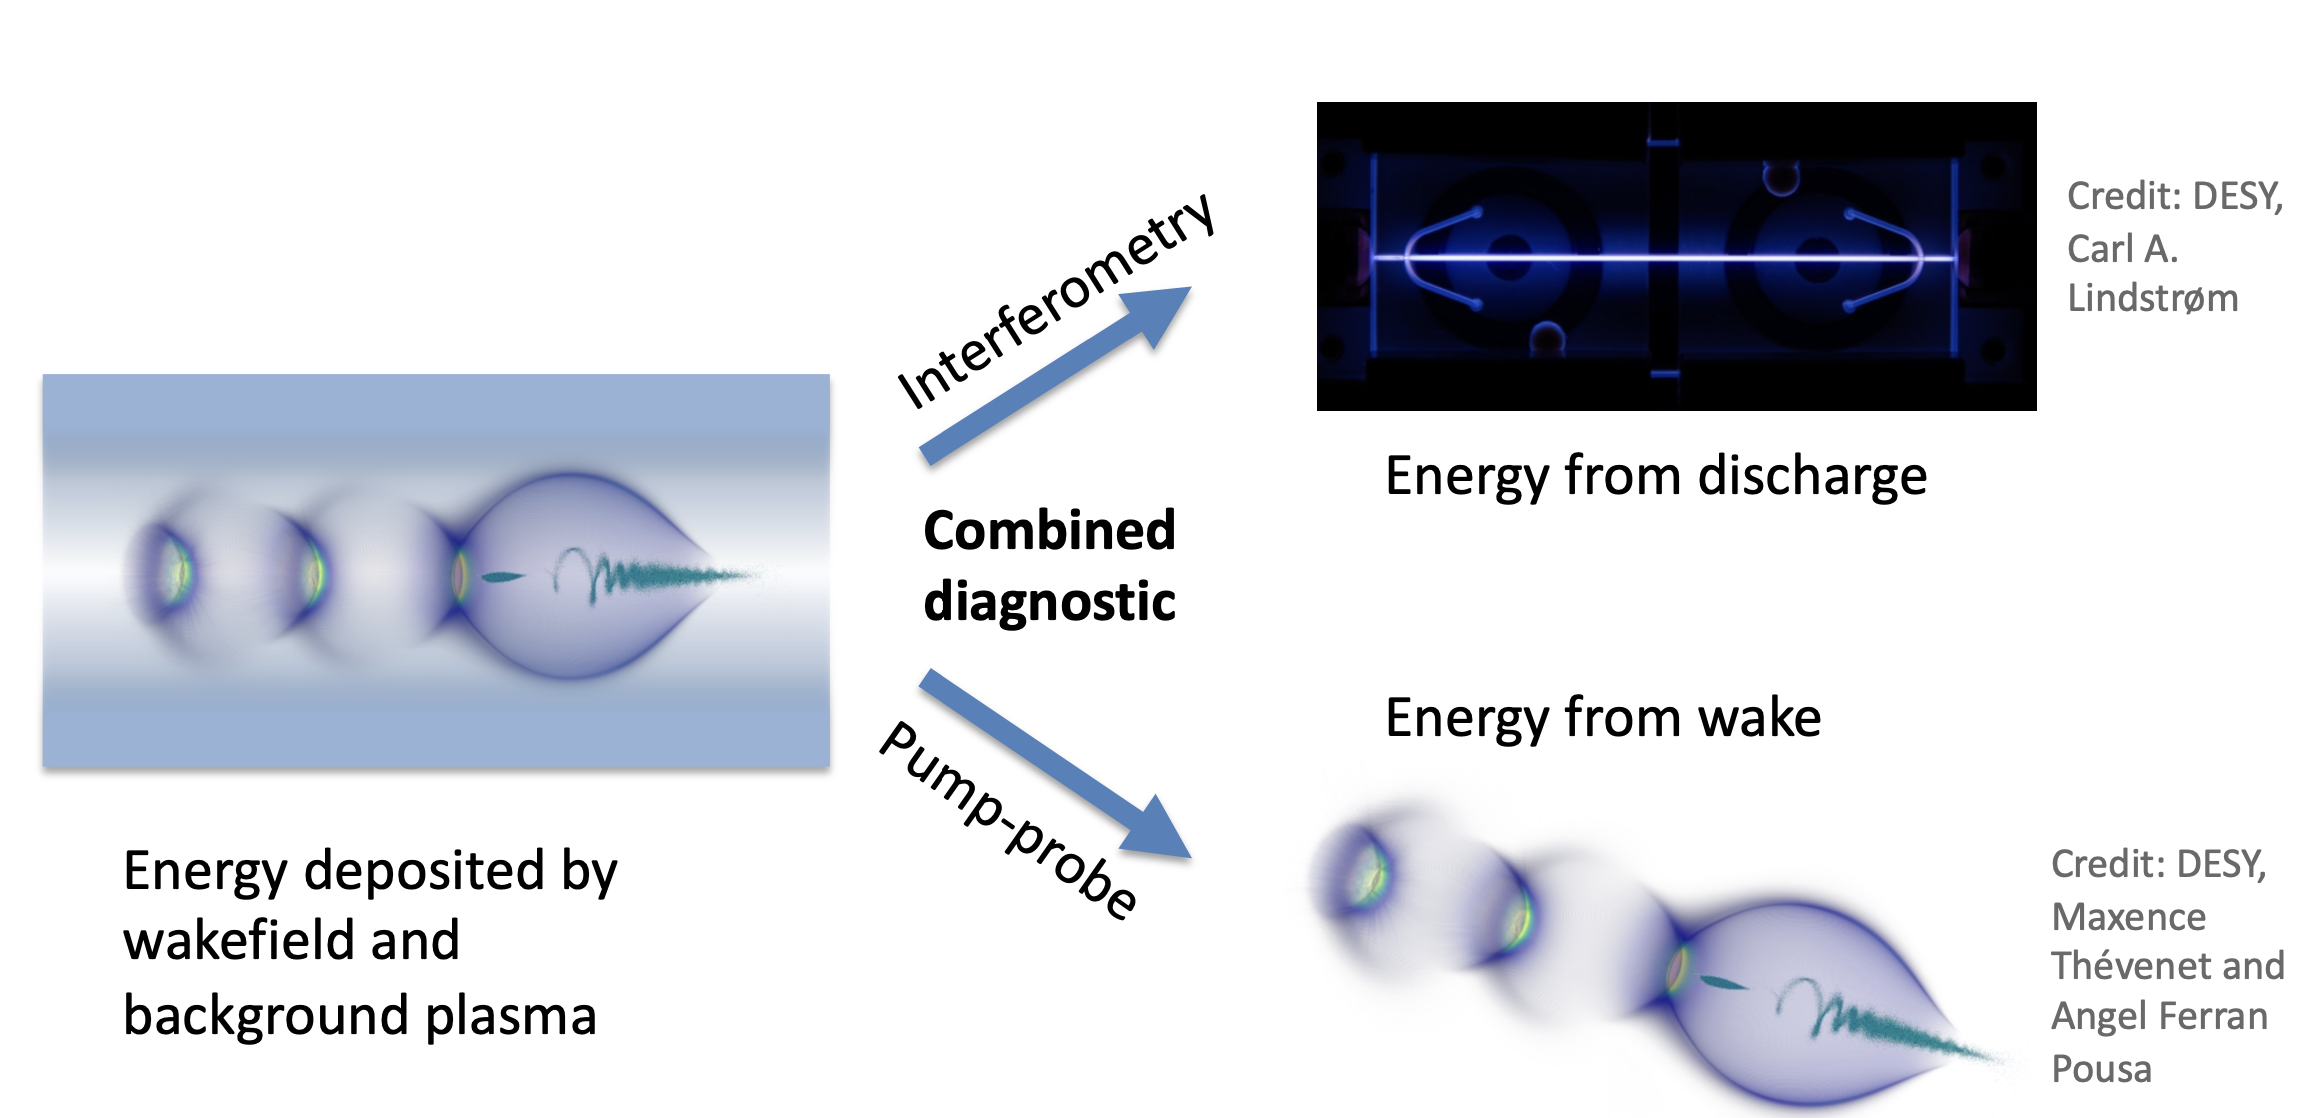 Interferometry
Credit: DESY,
Carl A.
Lindstrøm
Energy from discharge
Combined
diagnostic
Energy from wake
Pump-probe
Energy deposited by
wakefield and
background plasma
Credit: DESY,
Maxence
Thévenet and
Angel Ferran
Pousa